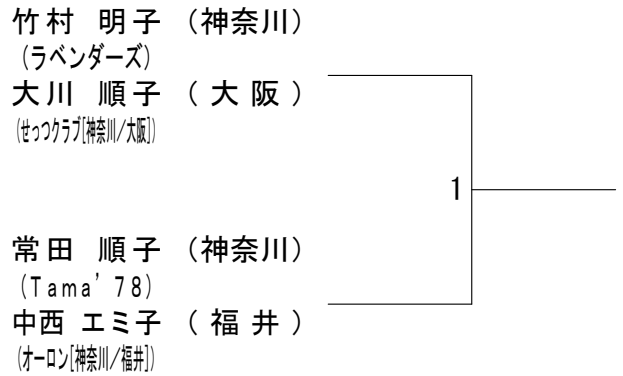 竹村 明子 (神奈川)
(ラベンダーズ)
大川 順子 (大阪)
(せっつクラブ[神奈川/大阪])
1
常田 順子 (神奈川)
(Tama’78)
中西 エミ子 (福井)
(オーロン[神奈川/福井])